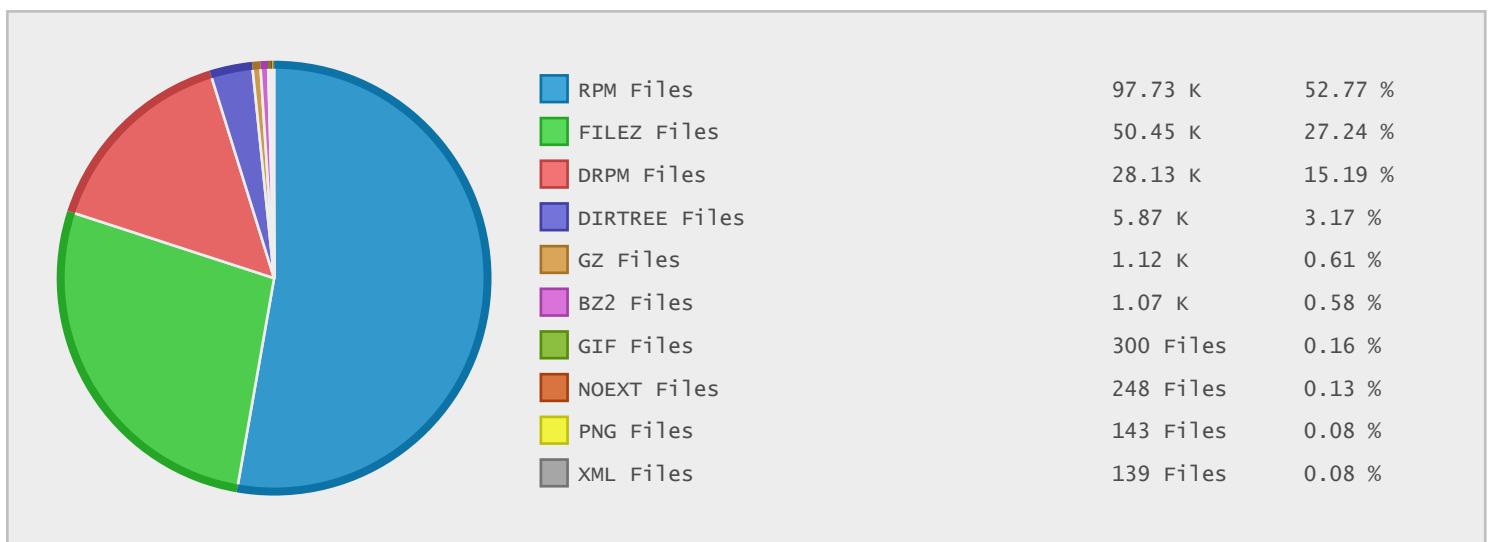 RPM Files 97.73 K 52.77 %
FILEZ Files 50.45 K 27.24 %
DRPM Files 28.13 K 15.19 %
DIRTREE Files 5.87 K 3.17 %
GZ Files 1.12 K 0.61 %
BZ2 Files 1.07 K 0.58 %
GIF Files 300 Files 0.16 %
NOEXT Files 248 Files 0.13 %
PNG Files 143 Files 0.08 %
XML Files 139 Files 0.08 %